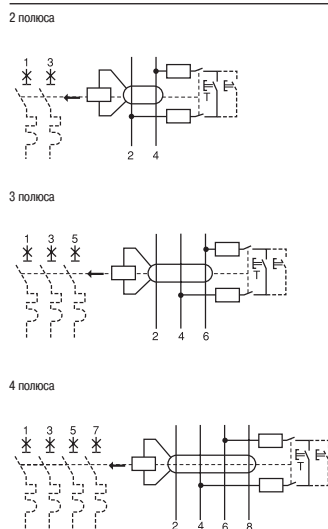 2 полюса
1 3
T
2 4
3 полюса
1 3 5
T
2 4 6
4 полюса
1 3 5 7
T
2 4 6 8